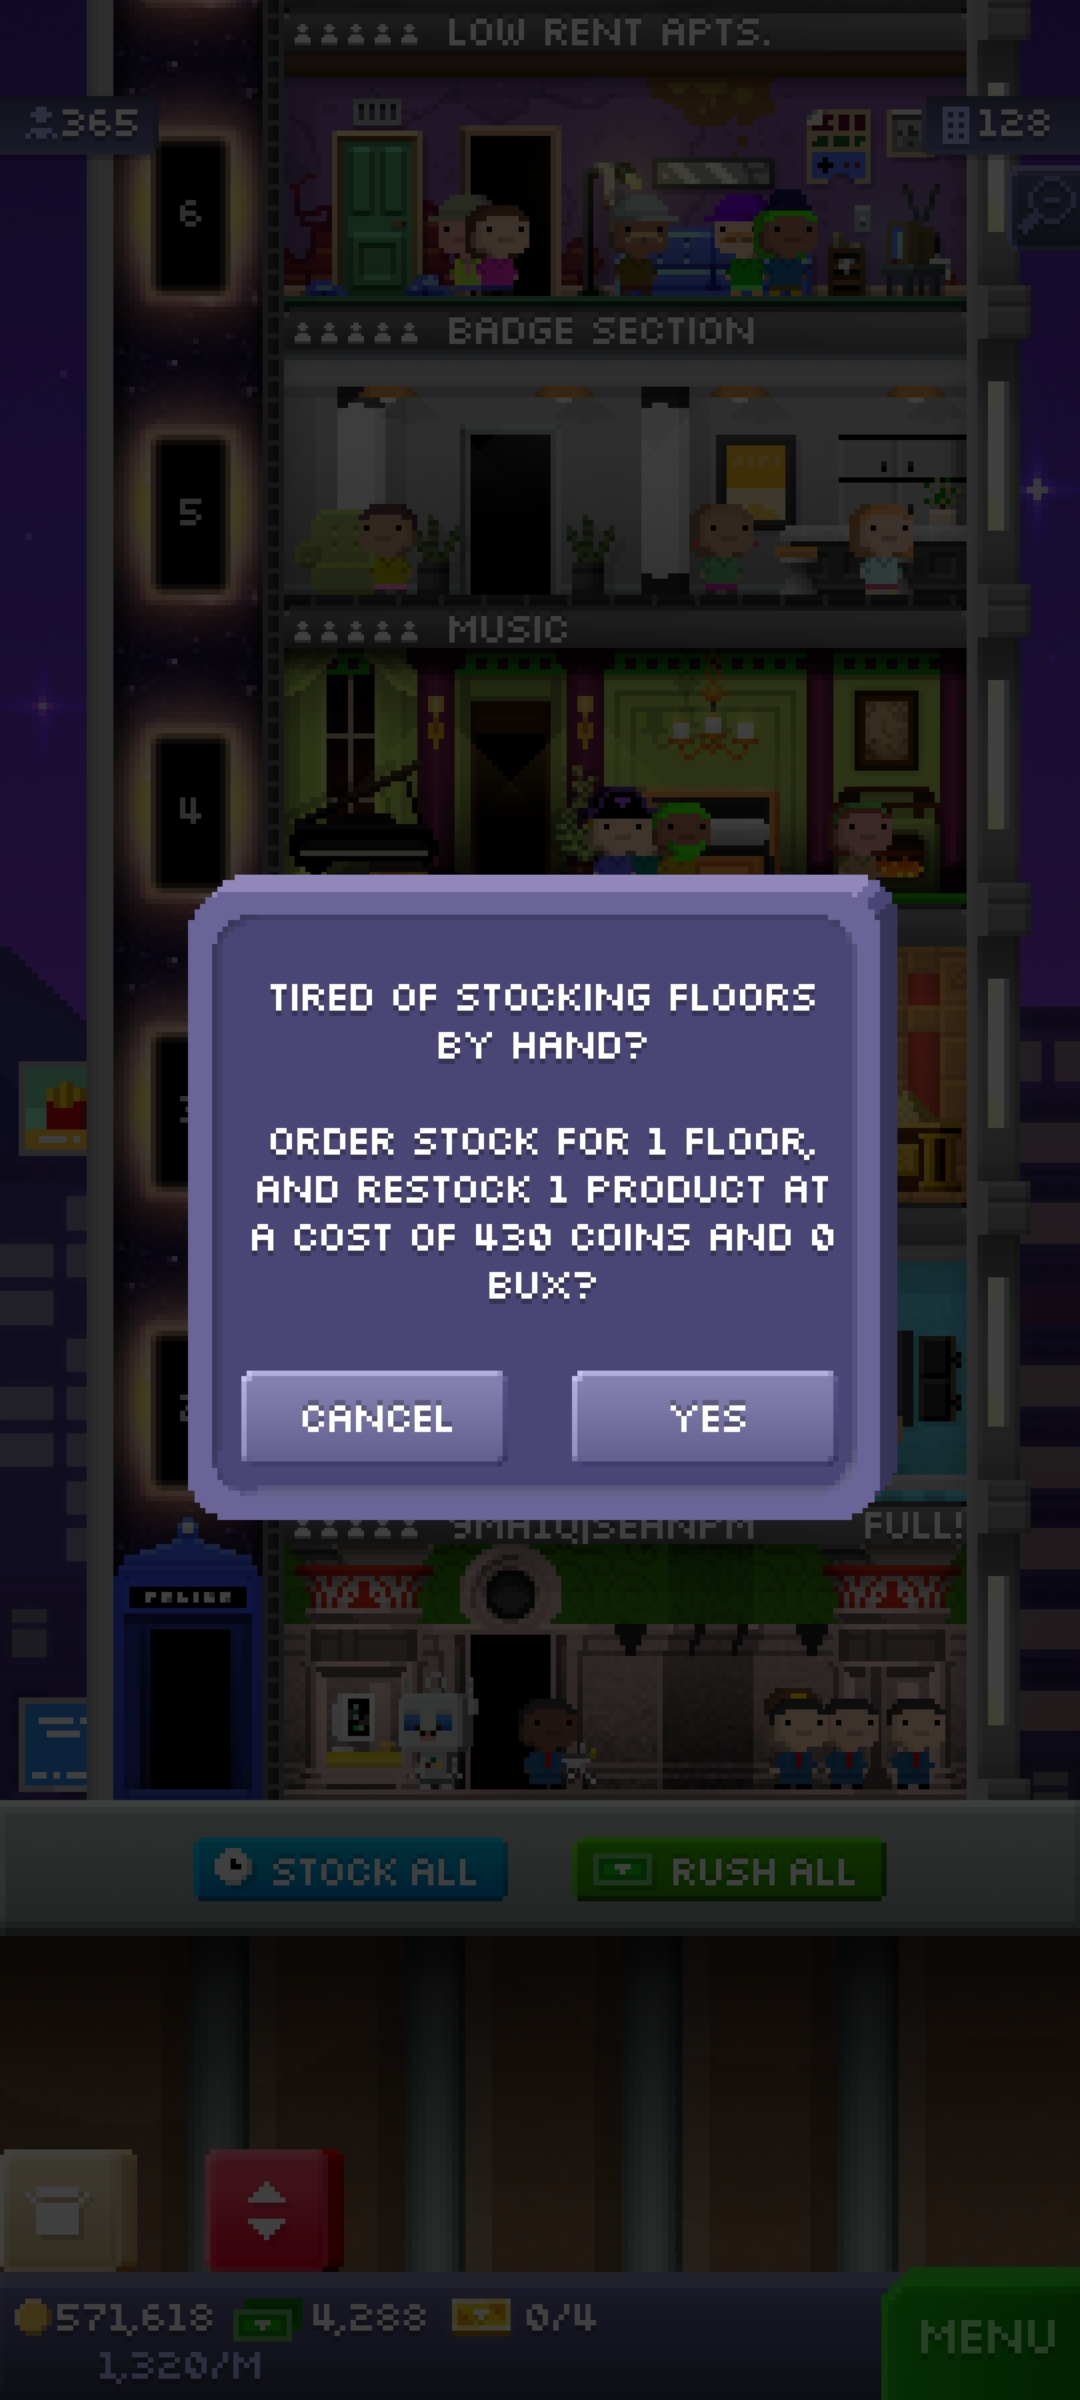 LOW RENT APTS.
365
128
6
BADGE SECTION
5
MUSIC
4
TIRED OF STOCKING FLOORS
BY HAND?
ORDER STOCK FOR 1 FLOOR,
AND RESTOCK 1 PRODUCT AT
A COST OF 430 COINS AND 0
BUX?
CANCEL
YES
FULL!
POLICE
STOCK ALL
RUSH ALL
571,618
4,288
0/4
1,320/M
MENU